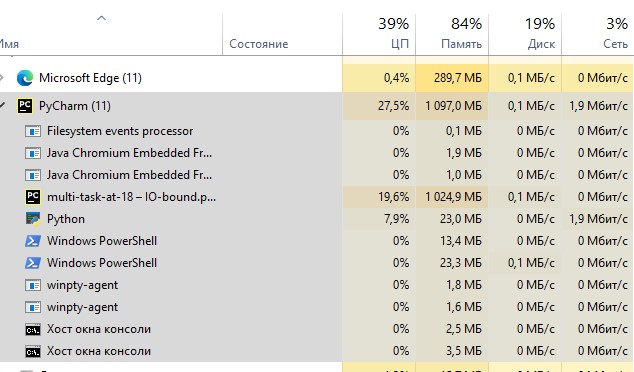 39% 84% 19% 3%
Имя Состояние ЦП Память Диск Сеть
Microsoft Edge (11) 0,4% 289,7 МБ 0,1 МБ/с 0 Мбит/с
PyCharm (11) 27,5% 1 097,0 МБ 0,1 МБ/с 1,9 Мбит/с
Filesystem events processor 0% 0,1 МБ 0 МБ/с 0 Мбит/с
Java Chromium Embedded Fr... 0% 1,9 МБ 0 МБ/с 0 Мбит/с
Java Chromium Embedded Fr... 0% 1,0 МБ 0 МБ/с 0 Мбит/с
multi-task-at-18 – IO-bound.p... 19,6% 1 024,9 МБ 0,1 МБ/с 0 Мбит/с
Python 7,9% 23,0 МБ 0 МБ/с 1,9 Мбит/с
Windows PowerShell 0% 13,4 МБ 0 МБ/с 0 Мбит/с
Windows PowerShell 0% 23,3 МБ 0,1 МБ/с 0 Мбит/с
winpty-agent 0% 1,8 МБ 0 МБ/с 0 Мбит/с
winpty-agent 0% 1,6 МБ 0 МБ/с 0 Мбит/с
Хост окна консоли 0% 2,5 МБ 0 МБ/с 0 Мбит/с
Хост окна консоли 0% 3,5 МБ 0 МБ/с 0 Мбит/с